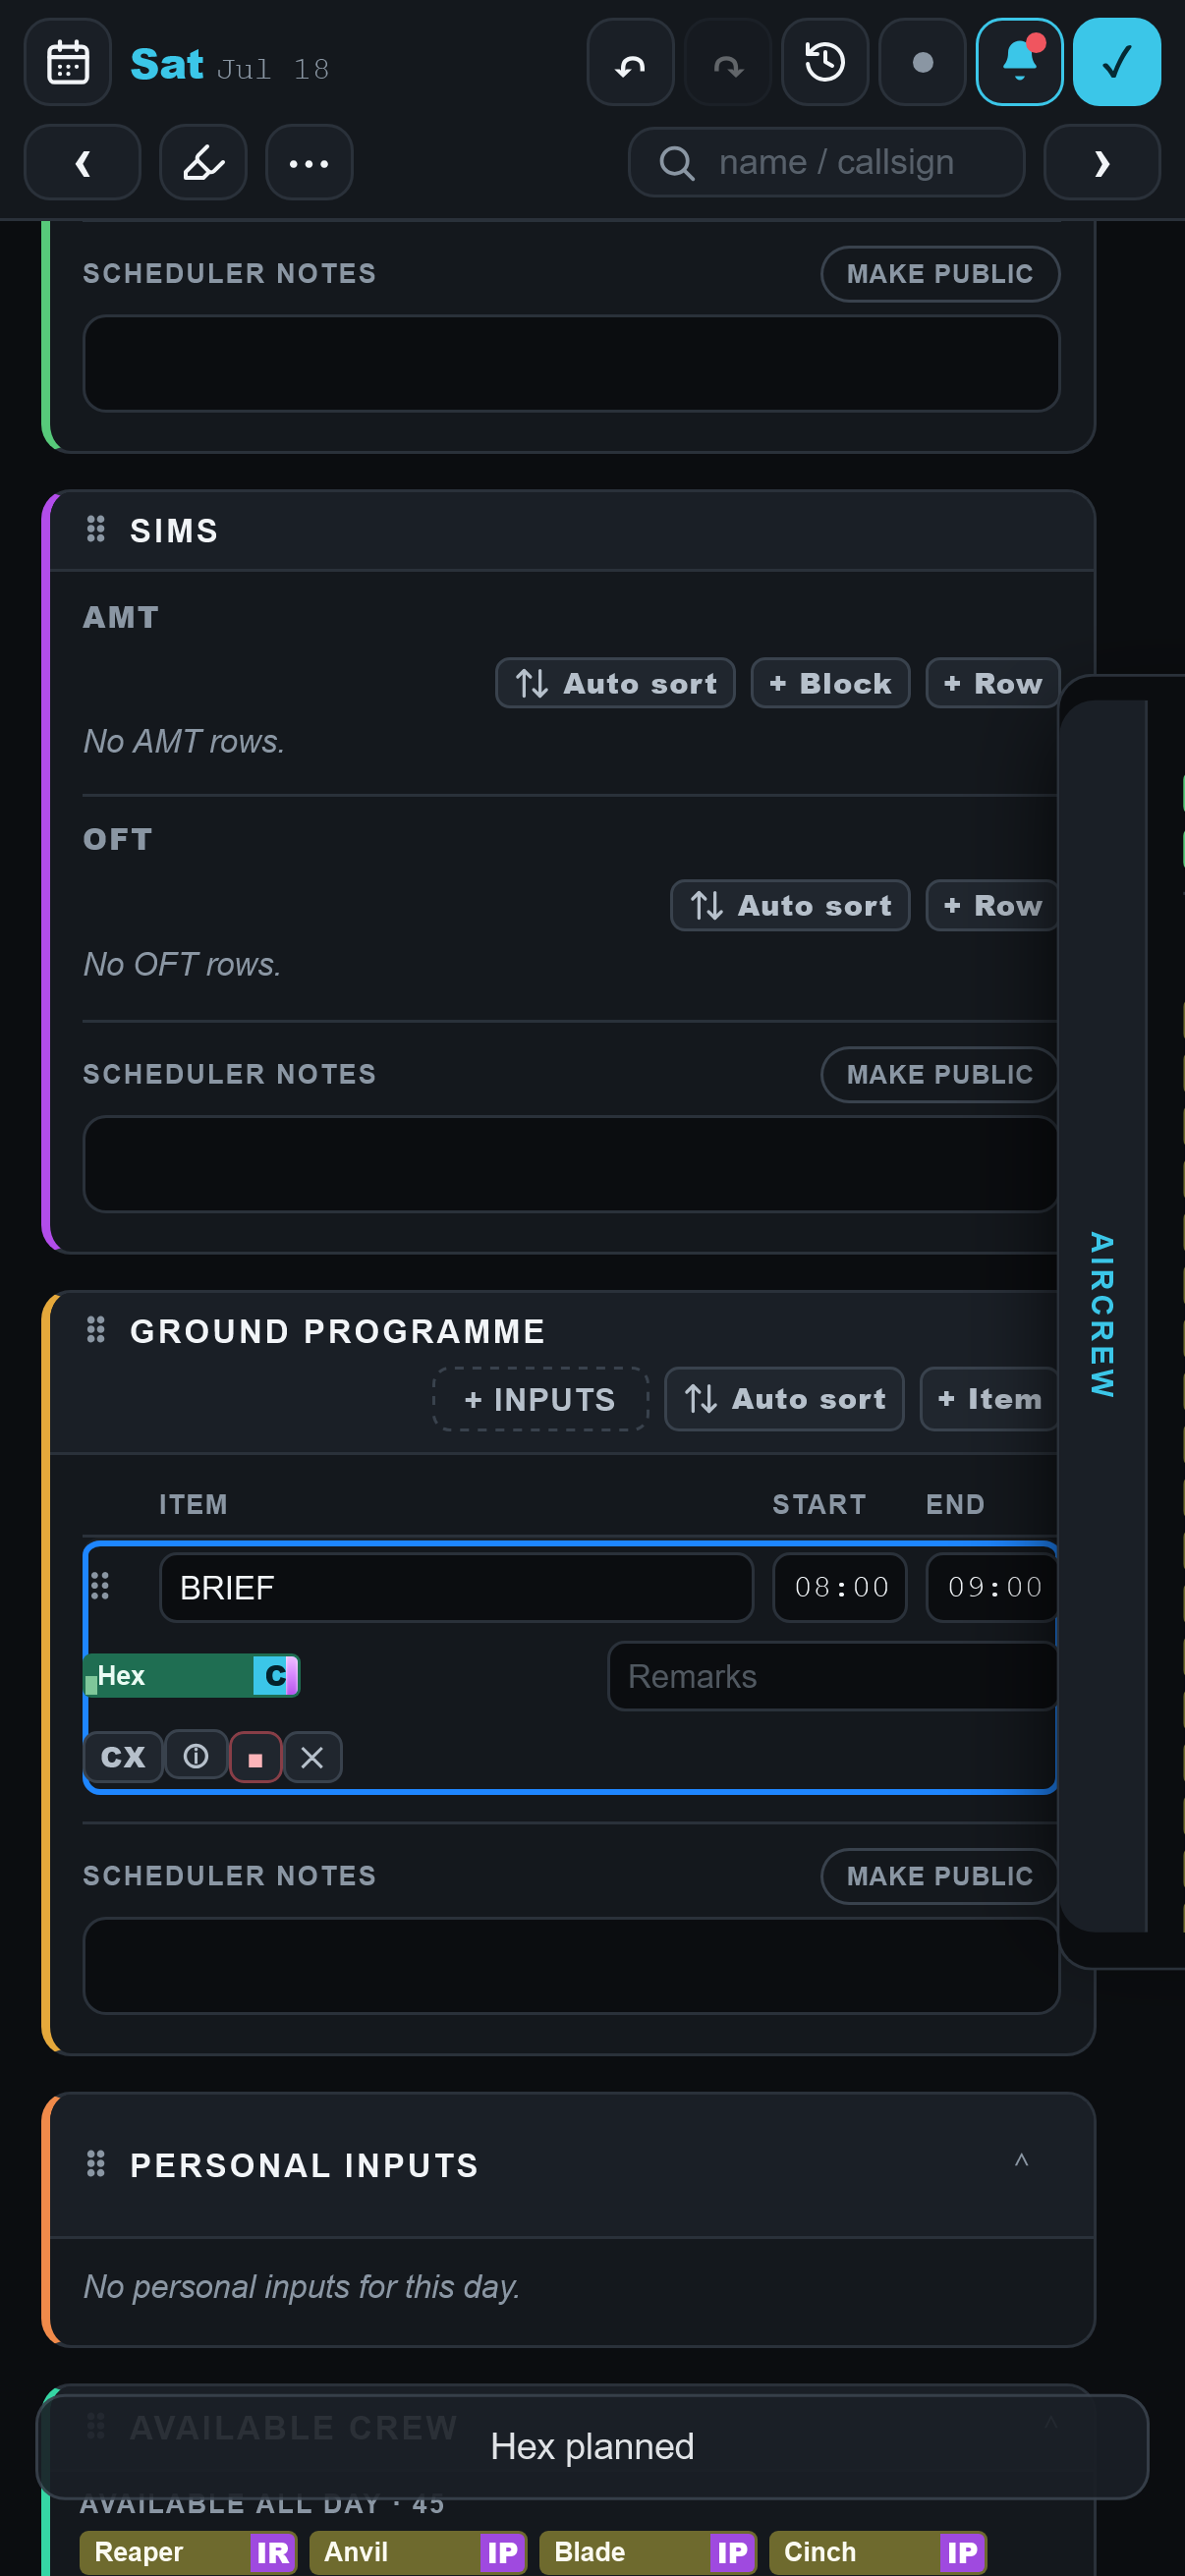 Sat Jul 18
name / callsign
SCHEDULER NOTES MAKE PUBLIC
SIMS
AMT
Auto sort + Block + Row
No AMT rows.
OFT
Auto sort + Row
No OFT rows.
SCHEDULER NOTES MAKE PUBLIC
AIRCREW
GROUND PROGRAMME
+ INPUTS Auto sort + Item
ITEM START END
BRIEF 08:00 09:00
Hex C Remarks
CX
SCHEDULER NOTES MAKE PUBLIC
PERSONAL INPUTS
No personal inputs for this day.
AVAILABLE CREW
Hex planned
AVAILABLE ALL DAY · 45
Reaper IR Anvil IP Blade IP Cinch IP